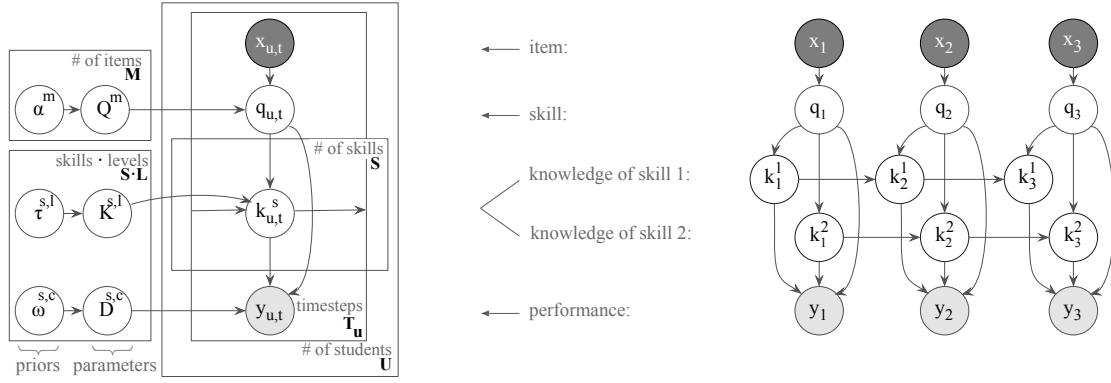 # of items
M
α^m
Q^m
skills · levels
S·L
τ^{s,l}
K^{s,l}
ω^{s,c}
D^{s,c}
priors
parameters
x_{u,t}
q_{u,t}
# of skills
S
k^s_{u,t}
y_{u,t}
timesteps
T_u
# of students
U
item:
skill:
knowledge of skill 1:
knowledge of skill 2:
performance:
x_1 x_2 x_3
q_1 q_2 q_3
k^1_1 k^1_2 k^1_3
k^2_1 k^2_2 k^2_3
y_1 y_2 y_3